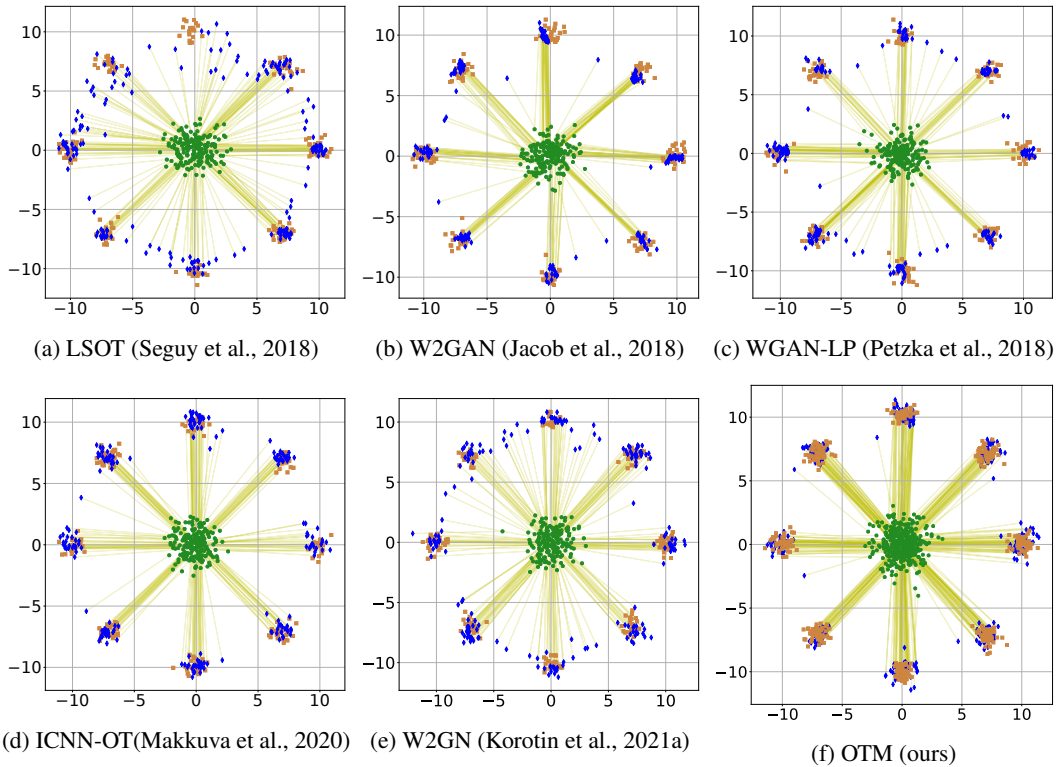 10
5
0
−5
−10
−10 −5 0 5 10
10
5
0
−5
−10
−10 −5 0 5 10
10
5
0
−5
−10
−10 −5 0 5 10
(a) LSOT (Seguy et al., 2018)
(b) W2GAN (Jacob et al., 2018)
(c) WGAN-LP (Petzka et al., 2018)
10
5
0
−5
−10
−10 −5 0 5 10
10
5
0
−5
−10
−10 −5 0 5 10
10
5
0
−5
−10
−10 −5 0 5 10
(d) ICNN-OT(Makkuva et al., 2020)
(e) W2GN (Korotin et al., 2021a)
(f) OTM (ours)